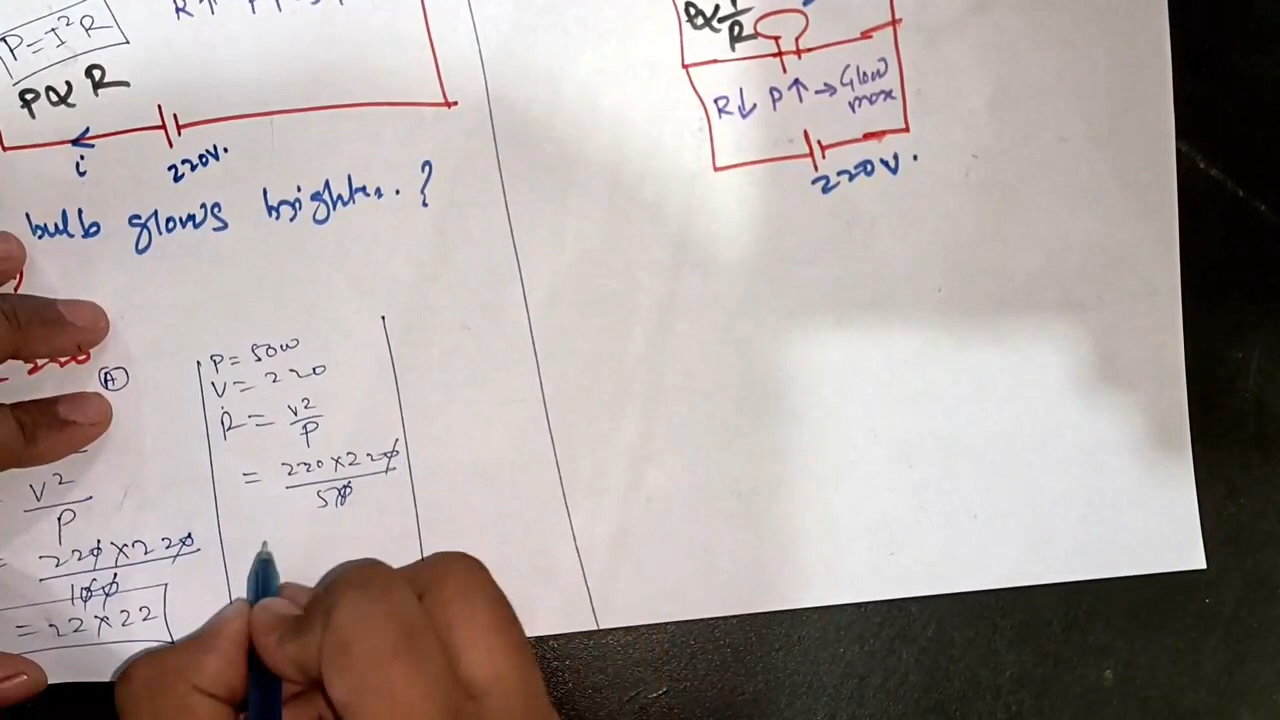 P = I²R
R↑ P↑
P∝R
i
220V.
bulb glows brighter..?
A
V²
P
= 220×220
100
= 22×22
P = 50W
V = 220
R = V²
P
= 220×220
50
P∝1
R
R↓ P↑ → Glow
max
220V.